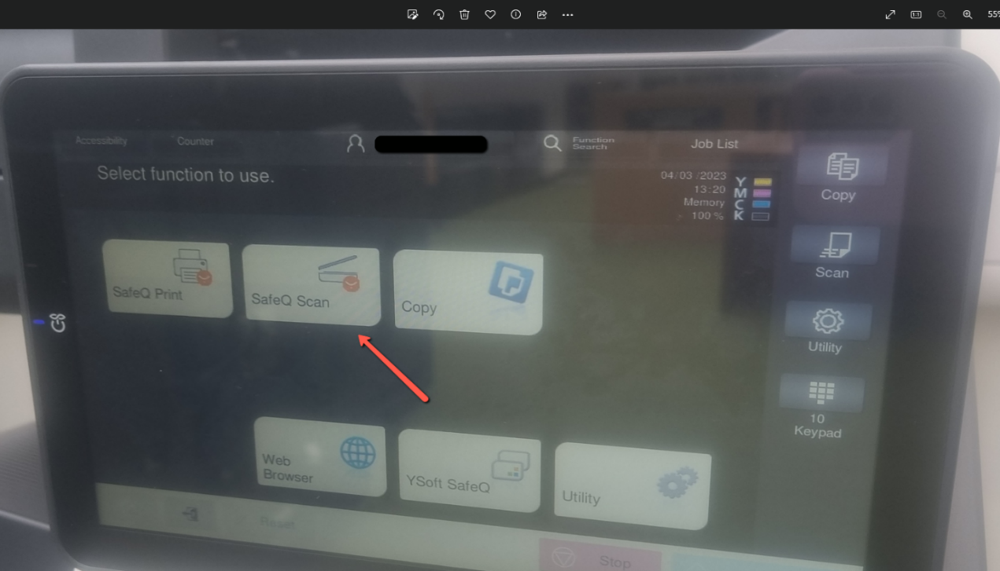 55%
Accessibility
Counter
Function
Search
Job List
Select function to use.
04/03 /2023
13:20
Memory
100 %
Y
M
C
K
Copy
Scan
Utility
10
Keypad
SafeQ Print
SafeQ Scan
Copy
Web
Browser
YSoft SafeQ
Utility
Reset
Stop